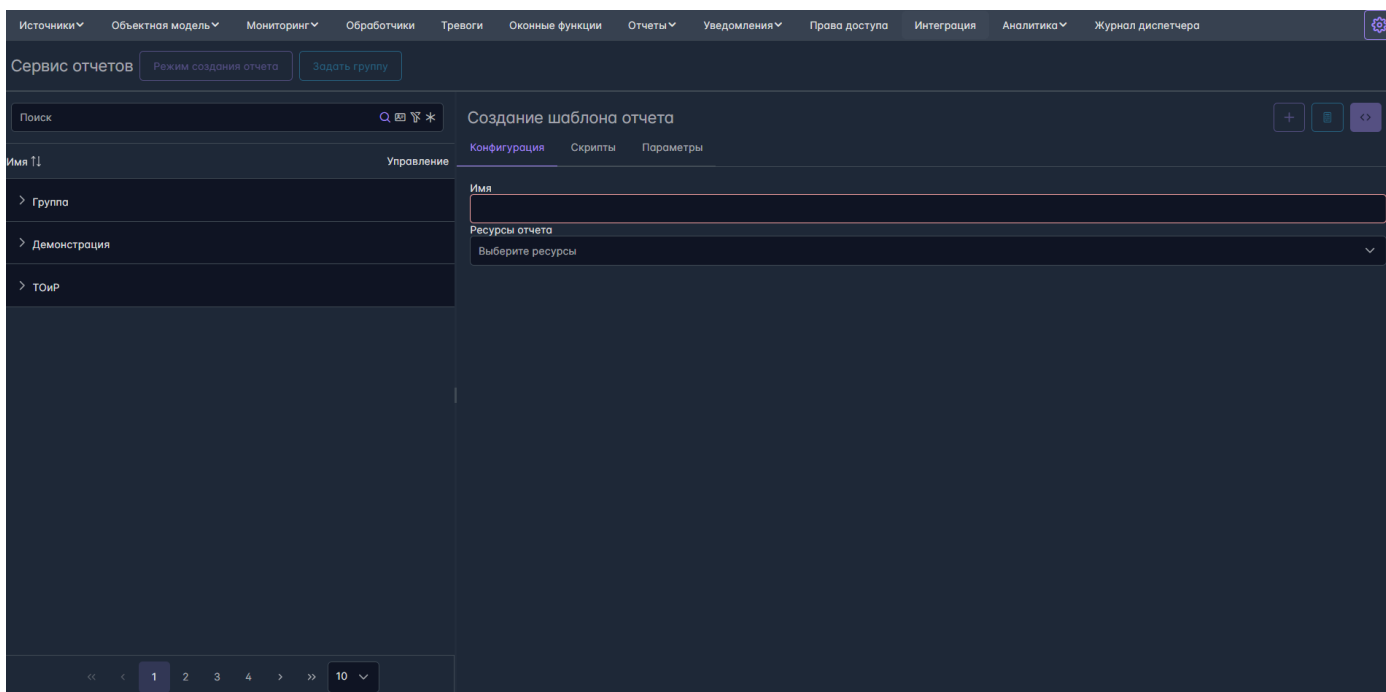 Источники Объектная модель Мониторинг Обработчики Тревоги Оконные функции Отчеты Уведомления Права доступа Интеграция Аналитика Журнал диспетчера
Сервис отчетов Режим создания отчета Задать группу
Поиск
Имя Управление
Группа
Демонстрация
ТОиР
« ‹ 1 2 3 4 › » 10
Создание шаблона отчета
Конфигурация Скрипты Параметры
Имя
Ресурсы отчета
Выберите ресурсы